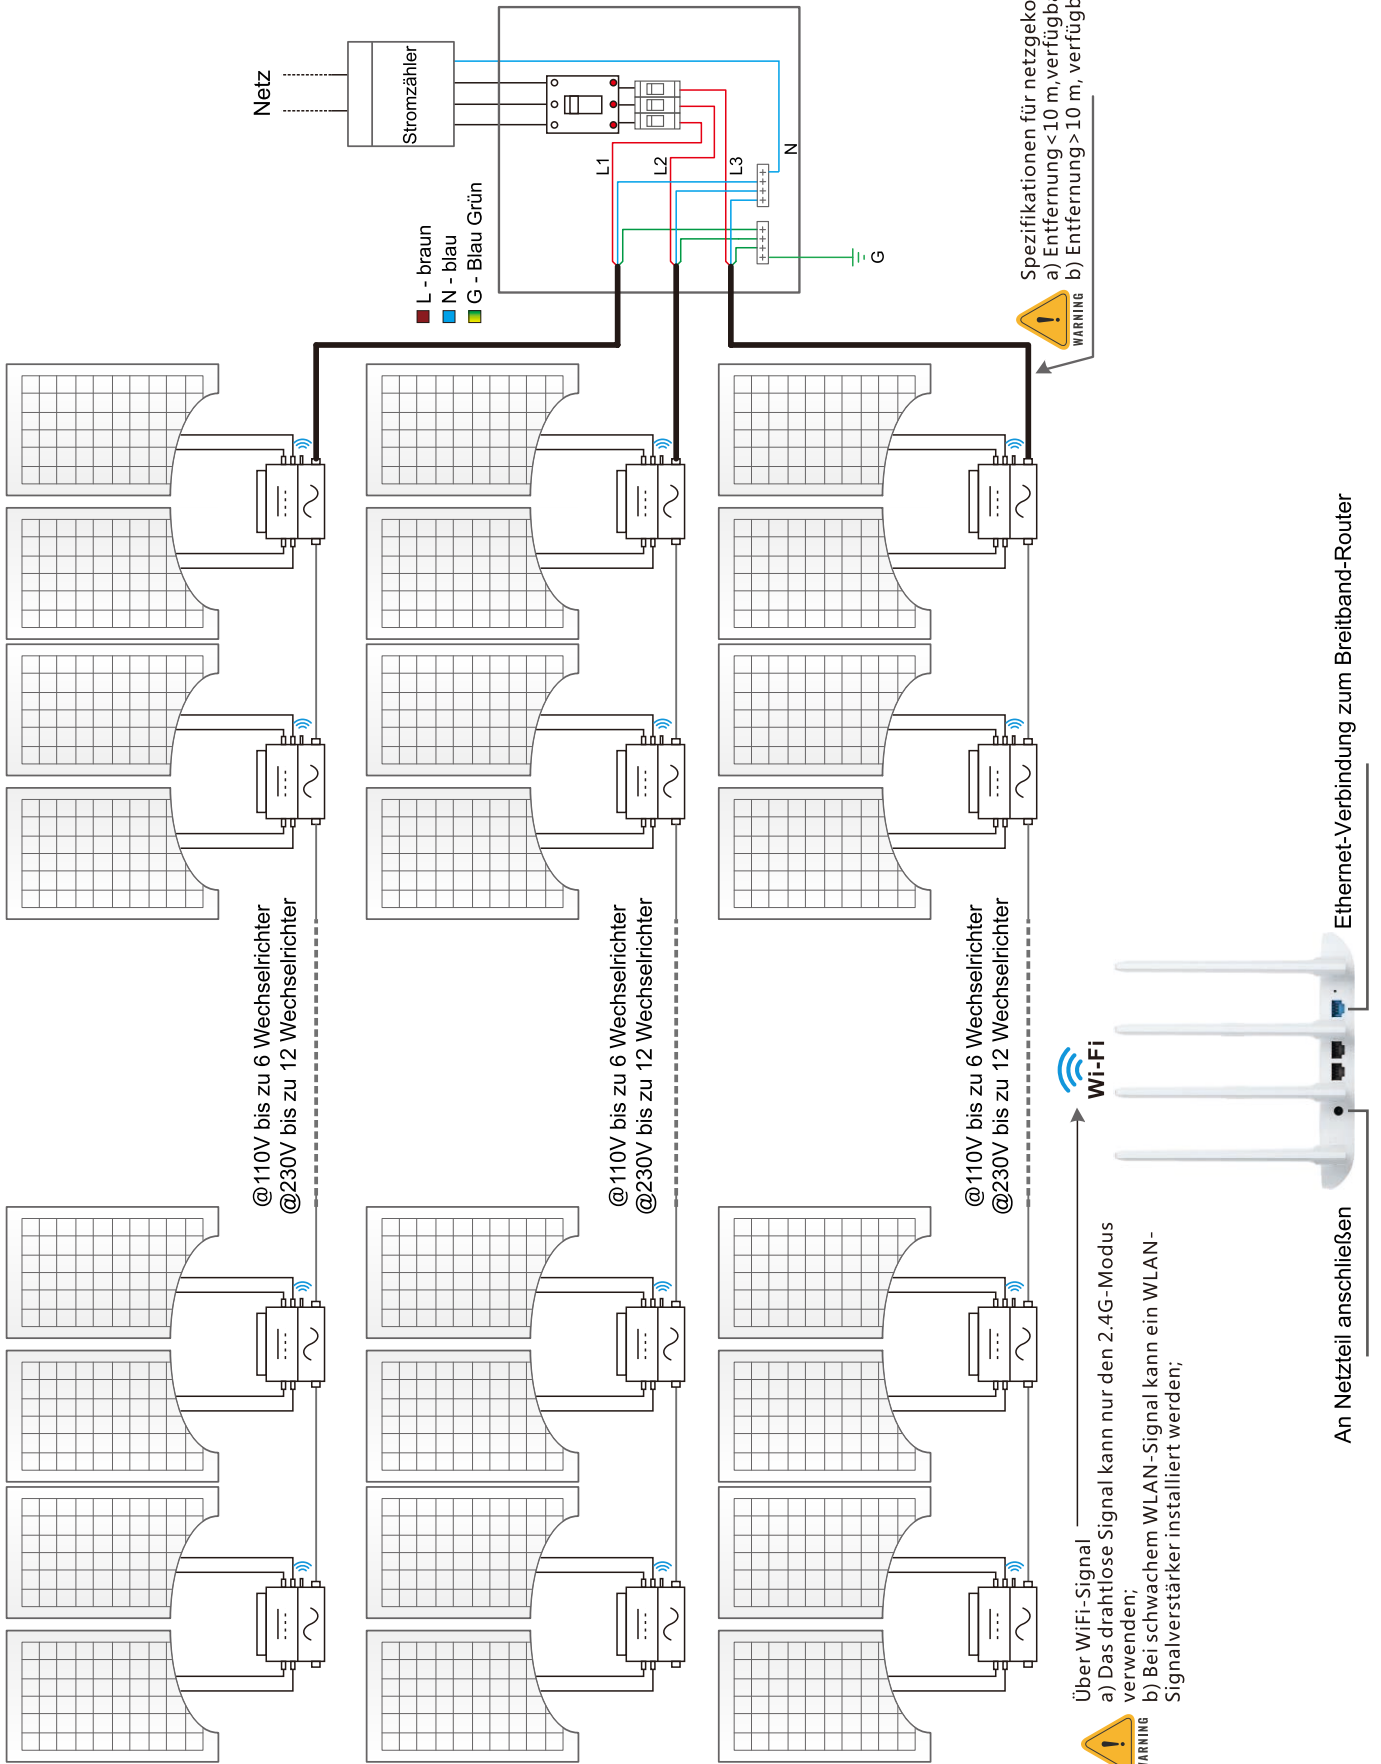 Netz
Stromzähler
L - braun
N - blau
G - Blau Grün
L1
L2
L3
N
G
@110V bis zu 6 Wechselrichter
@230V bis zu 12 Wechselrichter
@110V bis zu 6 Wechselrichter
@230V bis zu 12 Wechselrichter
@110V bis zu 6 Wechselrichter
@230V bis zu 12 Wechselrichter
WARNING
Spezifikationen für
a) Entfernung<10 m,
b) Entfernung>10 m,
WARNING
Über WiFi-Signal
a) Das drahtlose Signal kann nur den 2.4G-Modus
verwenden;
b) Bei schwachem WLAN-Signal kann ein WLAN-
Signalverstärker installiert werden;
Wi-Fi
An Netzteil anschließen
Ethernet-Verbindung zum Breitband-Router